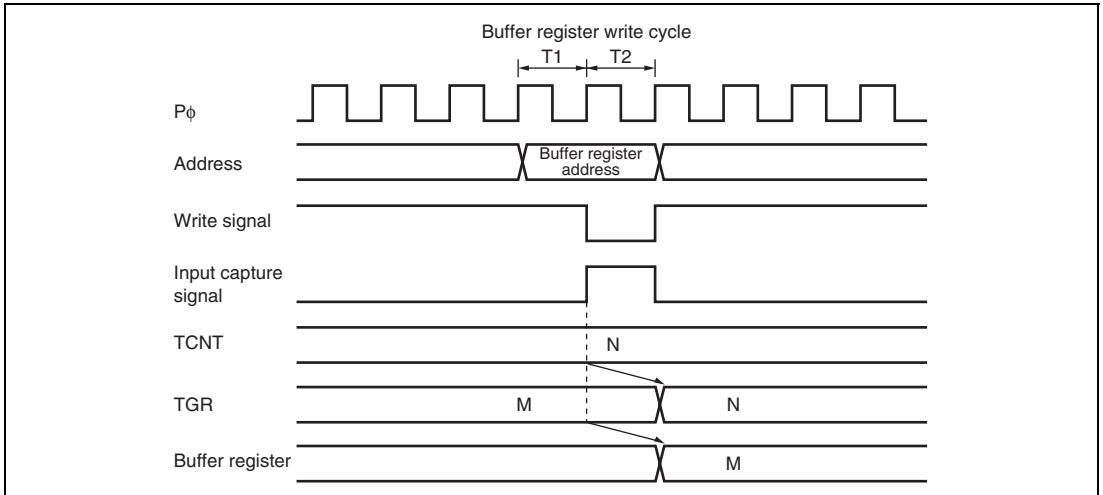 Buffer register write cycle
T1 T2
Pϕ
Address
Buffer register
address
Write signal
Input capture
signal
TCNT
N
TGR
M N
Buffer register
M